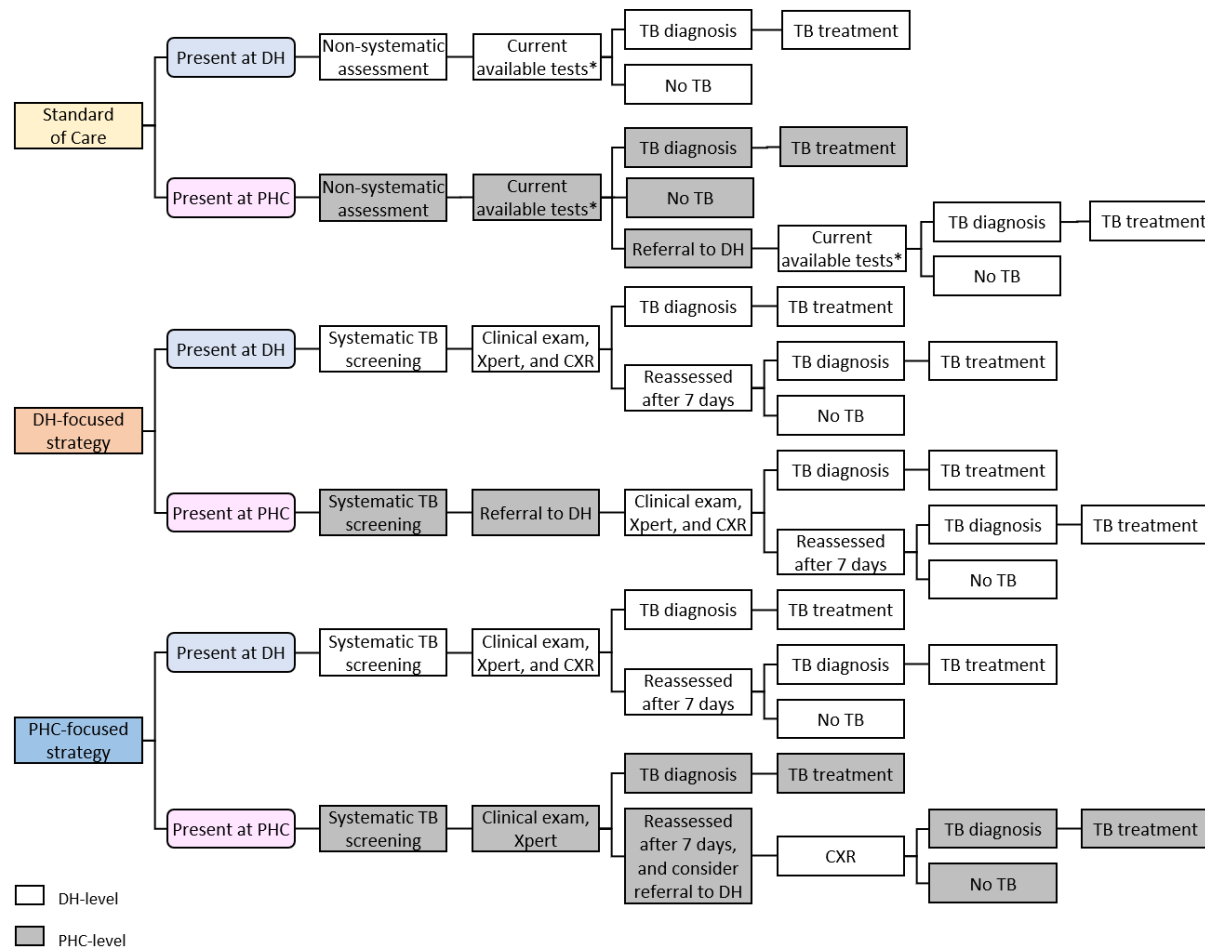 Standard
of Care
Present at DH
Non-systematic
assessment
Current
available tests*
TB diagnosis
TB treatment
No TB
Present at PHC
Non-systematic
assessment
Current
available tests*
TB diagnosis
TB treatment
No TB
Referral to DH
Current
available tests*
TB diagnosis
TB treatment
No TB
DH-focused
strategy
Present at DH
Systematic TB
screening
Clinical exam,
Xpert, and CXR
TB diagnosis
TB treatment
Reassessed
after 7 days
TB diagnosis
TB treatment
No TB
Present at PHC
Systematic TB
screening
Referral to DH
Clinical exam,
Xpert, and CXR
TB diagnosis
TB treatment
Reassessed
after 7 days
TB diagnosis
TB treatment
No TB
PHC-focused
strategy
Present at DH
Systematic TB
screening
Clinical exam,
Xpert, and CXR
TB diagnosis
TB treatment
Reassessed
after 7 days
TB diagnosis
TB treatment
No TB
Present at PHC
Systematic TB
screening
Clinical exam,
Xpert
TB diagnosis
TB treatment
Reassessed
after 7 days,
and consider
referral to DH
CXR
TB diagnosis
TB treatment
No TB
DH-level
PHC-level